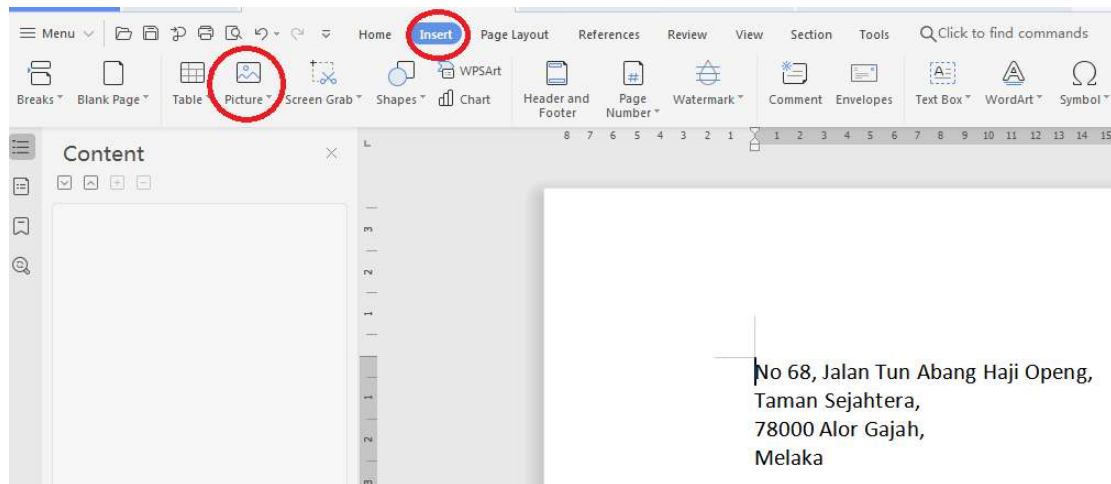 Menu
Home Insert Page Layout References Review View Section Tools Click to find commands
WPSArt
Breaks Blank Page Table Picture Screen Grab Shapes Chart Header and Footer Page Number Watermark Comment Envelopes Text Box WordArt Symbol
8 7 6 5 4 3 2 1 1 2 3 4 5 6 7 8 9 10 11 12 13 14 15
Content
3
2
1
1
2
3
No 68, Jalan Tun Abang Haji Openg,
Taman Sejahtera,
78000 Alor Gajah,
Melaka